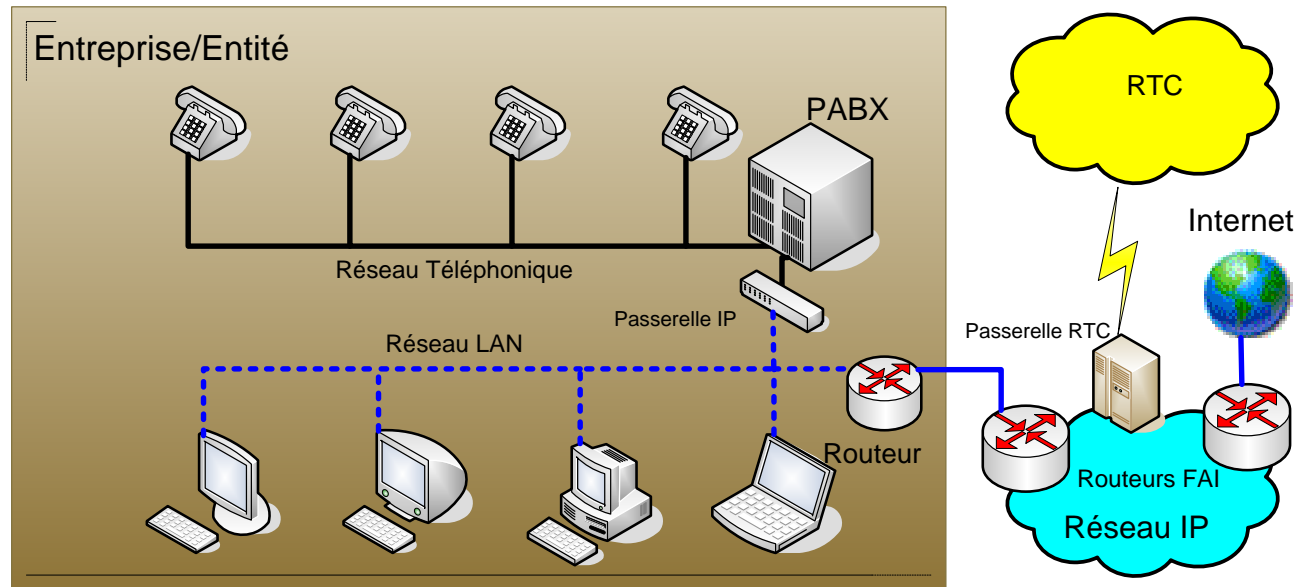 Entreprise/Entité
PABX
RTC
Internet
Réseau Téléphonique
Passerelle IP
Passerelle RTC
Réseau LAN
Routeur
Routeurs FAI
Réseau IP